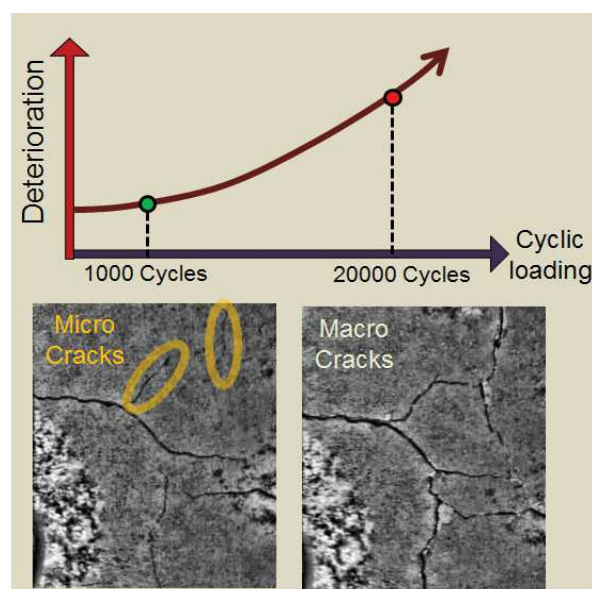 Deterioration
Cyclic
loading
1000 Cycles
20000 Cycles
Micro
Cracks
Macro
Cracks